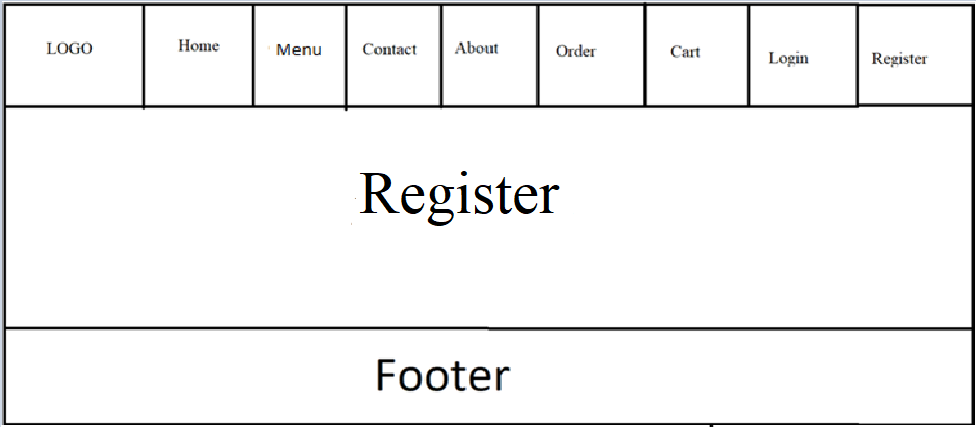 LOGO Home Menu Contact About Order Cart Login Register
Register
Footer